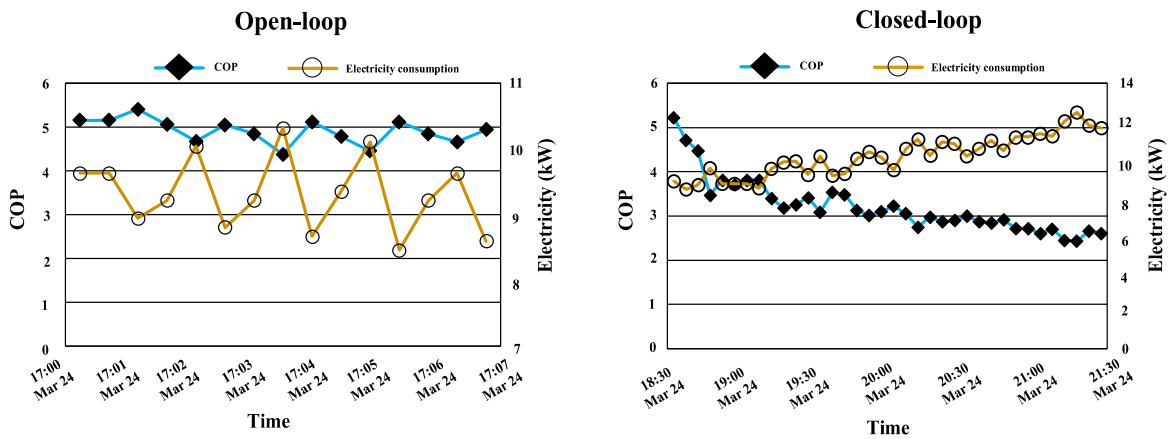 Open-loop
COP
Electricity consumption
6
5
4
3
2
1
0
COP
11
10
9
8
7
Electricity (kW)
17:00
Mar 24
17:01
Mar 24
17:02
Mar 24
17:03
Mar 24
17:04
Mar 24
17:05
Mar 24
17:06
Mar 24
17:07
Mar 24
Time
Closed-loop
COP
Electricity consumption
6
5
4
3
2
1
0
COP
14
12
10
8
6
4
2
0
Electricity (kW)
18:30
Mar 24
19:00
Mar 24
19:30
Mar 24
20:00
Mar 24
20:30
Mar 24
21:00
Mar 24
21:30
Mar 24
Time